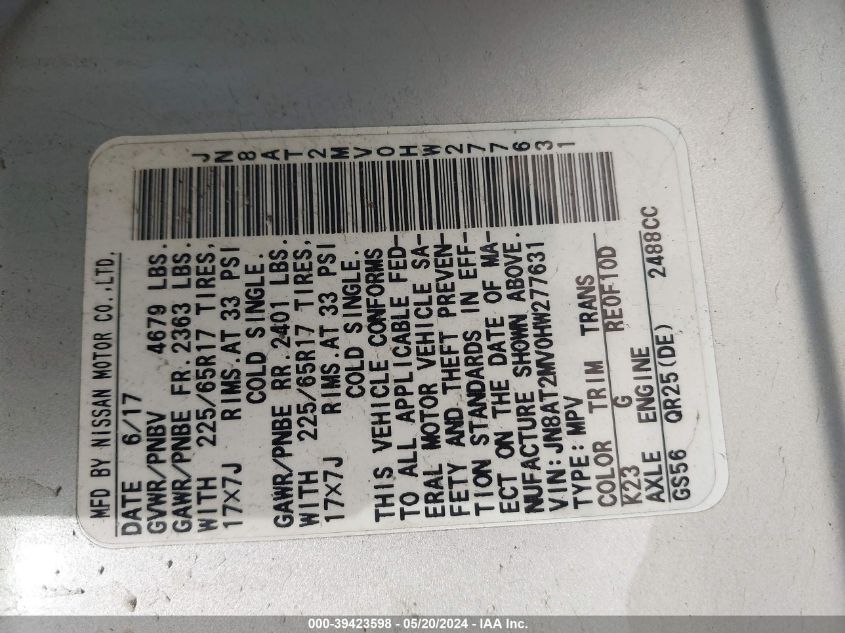 MFD BY NISSAN MOTOR CO.,LTD.
DATE 6/17
GVWR/PNBV 4679 LBS.
GAWR/PNBE FR.2363 LBS.
WITH 225/65R17 TIRES,
17X7J RIMS.AT 33 PSI
COLD SINGLE.
GAWR/PNBE RR.2401 LBS.
WITH 225/65R17 TIRES,
17X7J RIMS.AT 33 PSI
COLD SINGLE.
THIS VEHICLE CONFORMS
TO ALL APPLICABLE FED-
ERAL MOTOR VEHICLE SA-
FETY AND THEFT PREVEN-
TION STANDARDS IN EFF-
ECT ON THE DATE OF MA-
NUFACTURE SHOWN ABOVE.
VIN:JN8AT2MV0HW277631
TYPE:MPV
COLOR TRIM TRANS
K23 G RE0F10D
AXLE ENGINE
GS56 QR25(DE) 2488CC
JN8AT2MV0HW277631
000-39423598 - 05/20/2024 - IAA Inc.